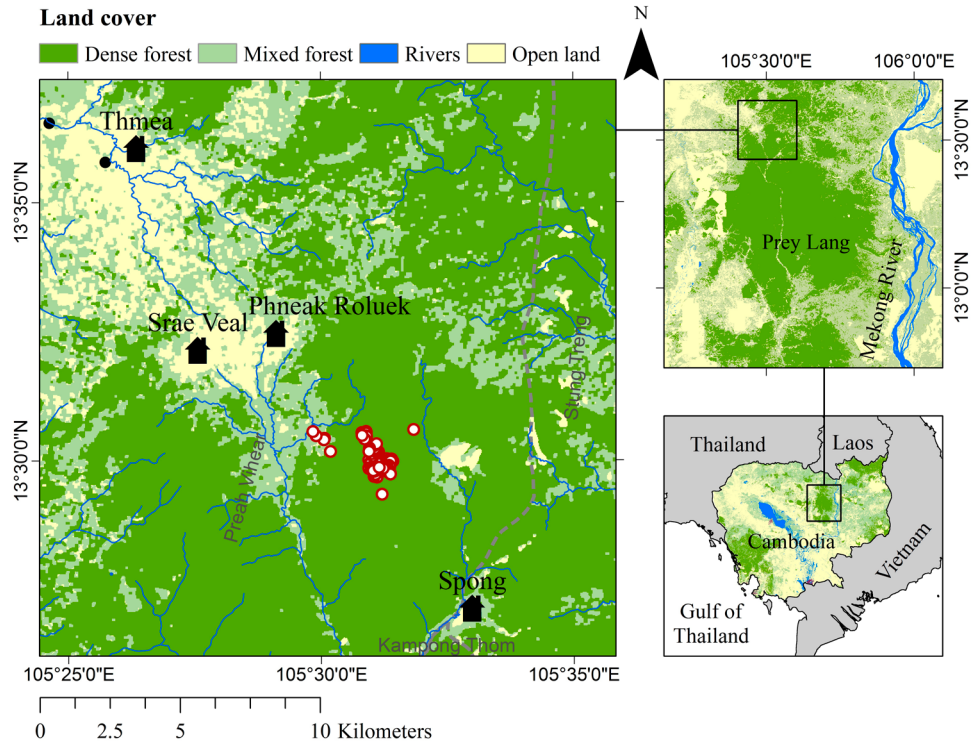 Land cover
Dense forest
Mixed forest
Rivers
Open land
N
105°30'0"E
106°0'0"E
Thmea
13°35'0"N
Phneak Roluek
Srae Veal
Stung Treng
13°30'0"N
Preah Vihear
Spong
Kampong Thom
105°25'0"E
105°30'0"E
105°35'0"E
0
2.5
5
10 Kilometers
Prey Lang
Mekong River
13°30'0"N
13°0'0"N
Thailand
Laos
Cambodia
Vietnam
Gulf of
Thailand